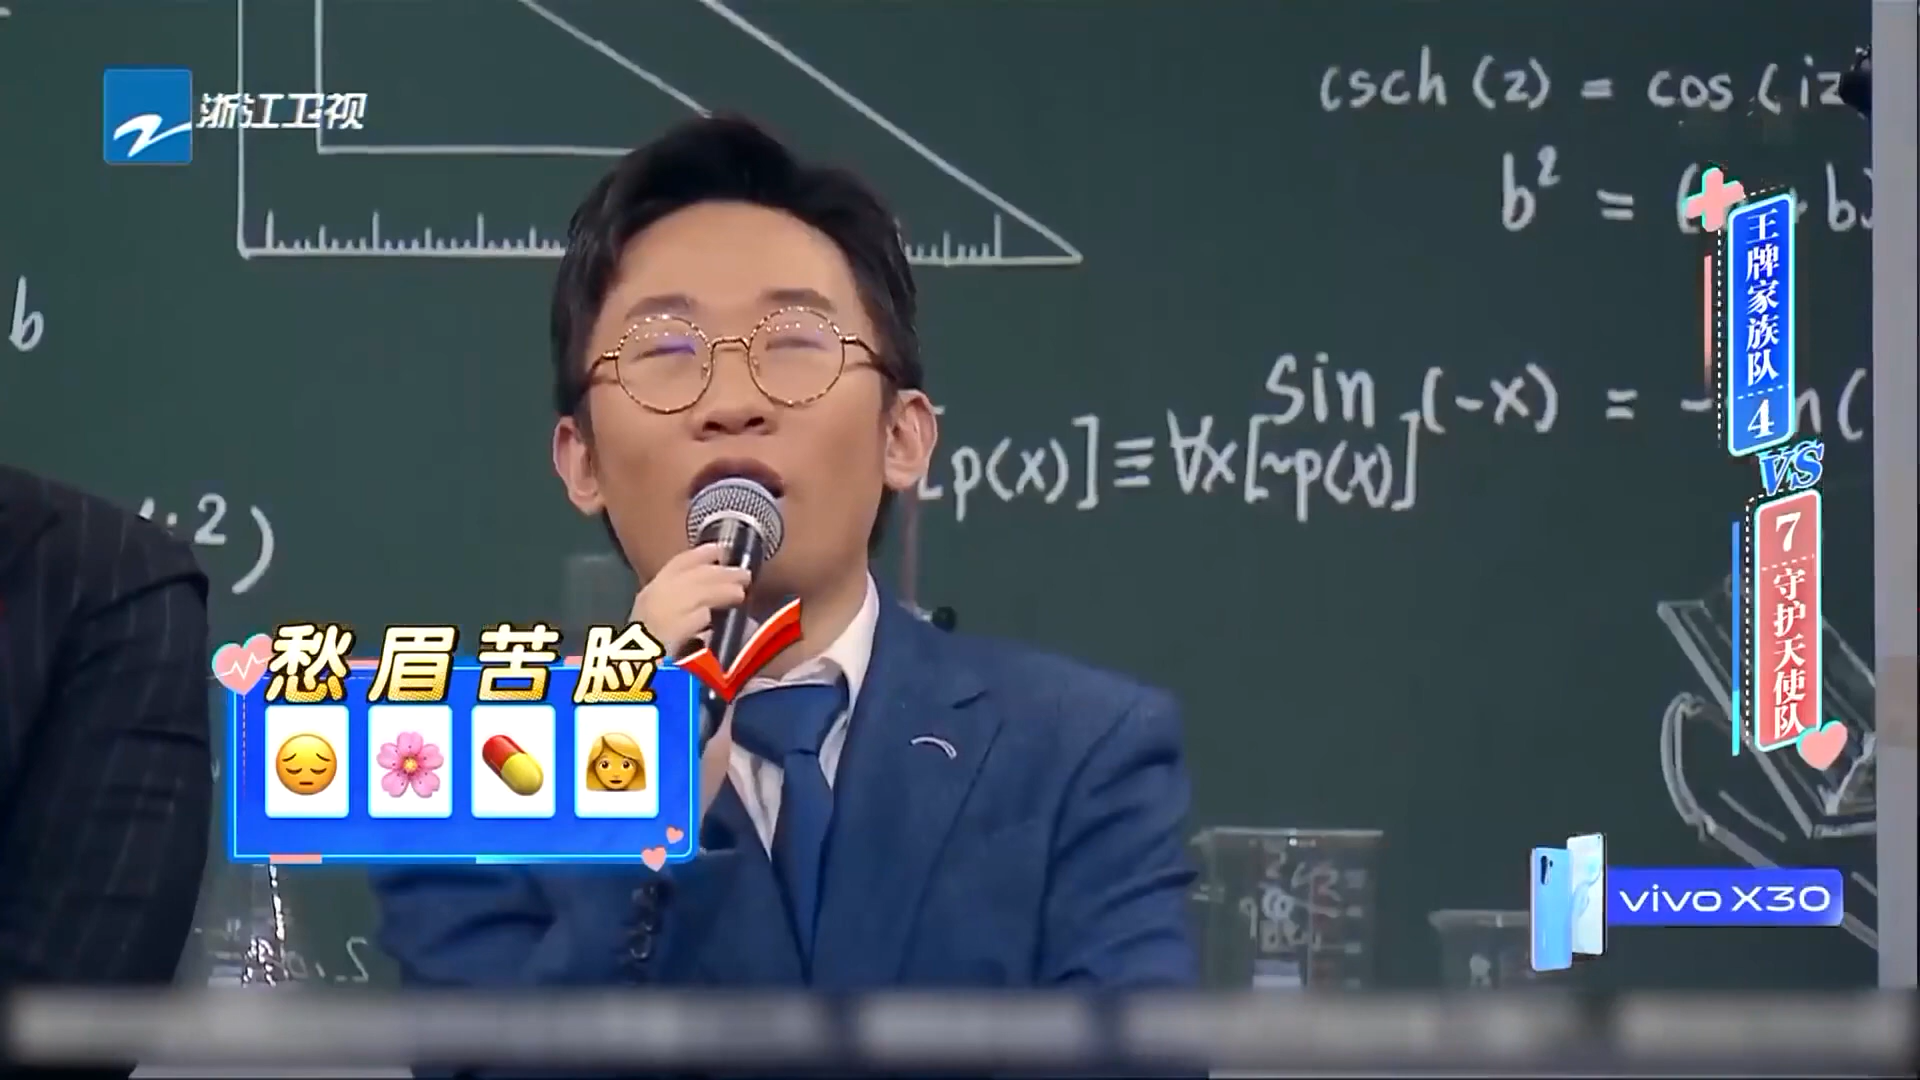 浙江卫视
csch (z) = cos ( iz
b² =
b
sin (-x) =
p(x)] ≡ ∀x[~p(x)]
王牌家族队 4
VS
7 守护天使队
愁眉苦脸
vivo X30